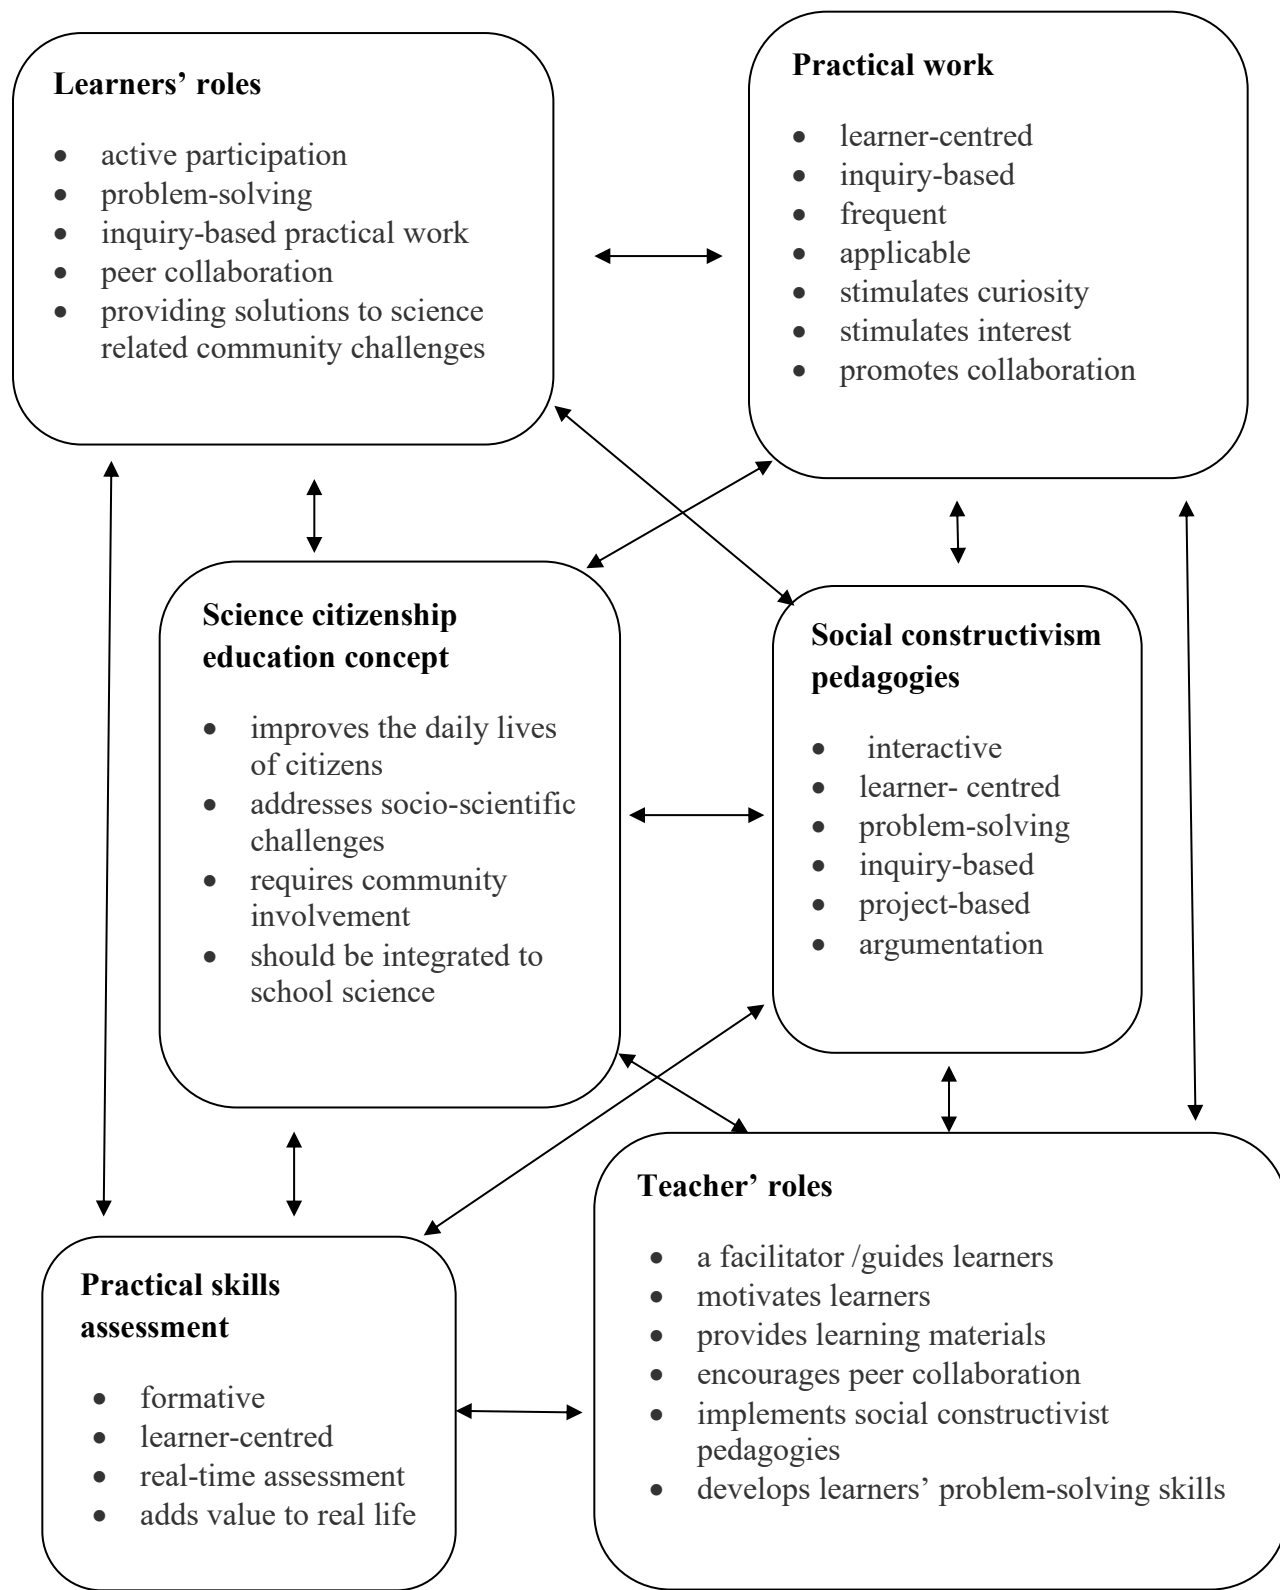 Learners’ roles
• active participation
• problem-solving
• inquiry-based practical work
• peer collaboration
• providing solutions to science
related community challenges
Practical work
• learner-centred
• inquiry-based
• frequent
• applicable
• stimulates curiosity
• stimulates interest
• promotes collaboration
Science citizenship
education concept
• improves the daily lives
of citizens
• addresses socio-scientific
challenges
• requires community
involvement
• should be integrated to
school science
Social constructivism
pedagogies
• interactive
• learner- centred
• problem-solving
• inquiry-based
• project-based
• argumentation
Practical skills
assessment
• formative
• learner-centred
• real-time assessment
• adds value to real life
Teacher’ roles
• a facilitator /guides learners
• motivates learners
• provides learning materials
• encourages peer collaboration
• implements social constructivist
pedagogies
• develops learners’ problem-solving skills